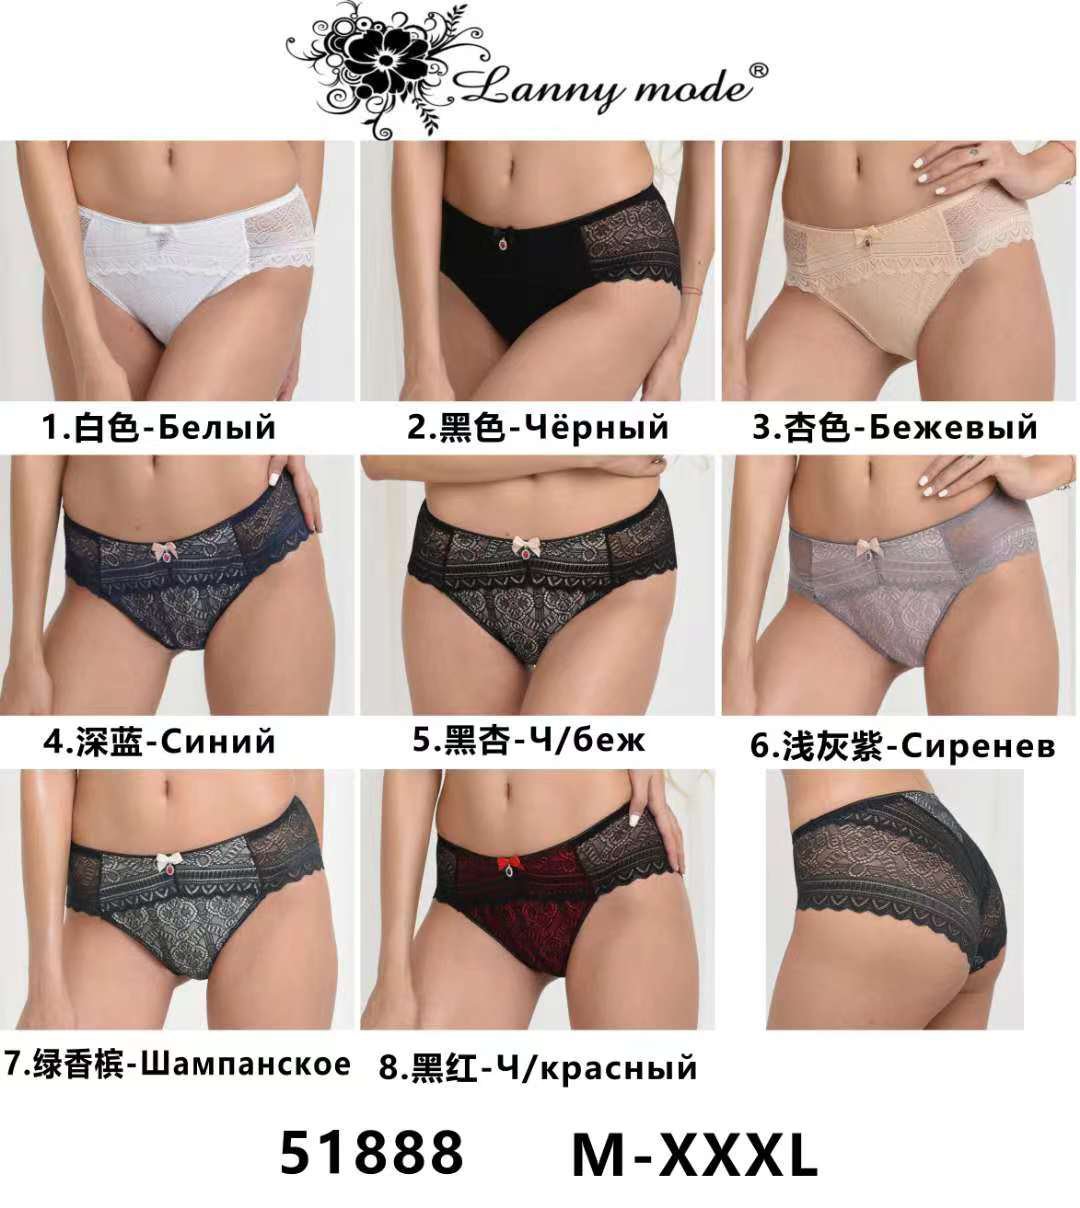 Lanny mode®
1.白色-Белый
2.黑色-Чёрный
3.杏色-Бежевый
4.深蓝-Синий
5.黑杏-Ч/беж
6.浅灰紫-Сиренев
7.绿香槟-Шампанское
8.黑红-Ч/красный
51888 M-XXXL